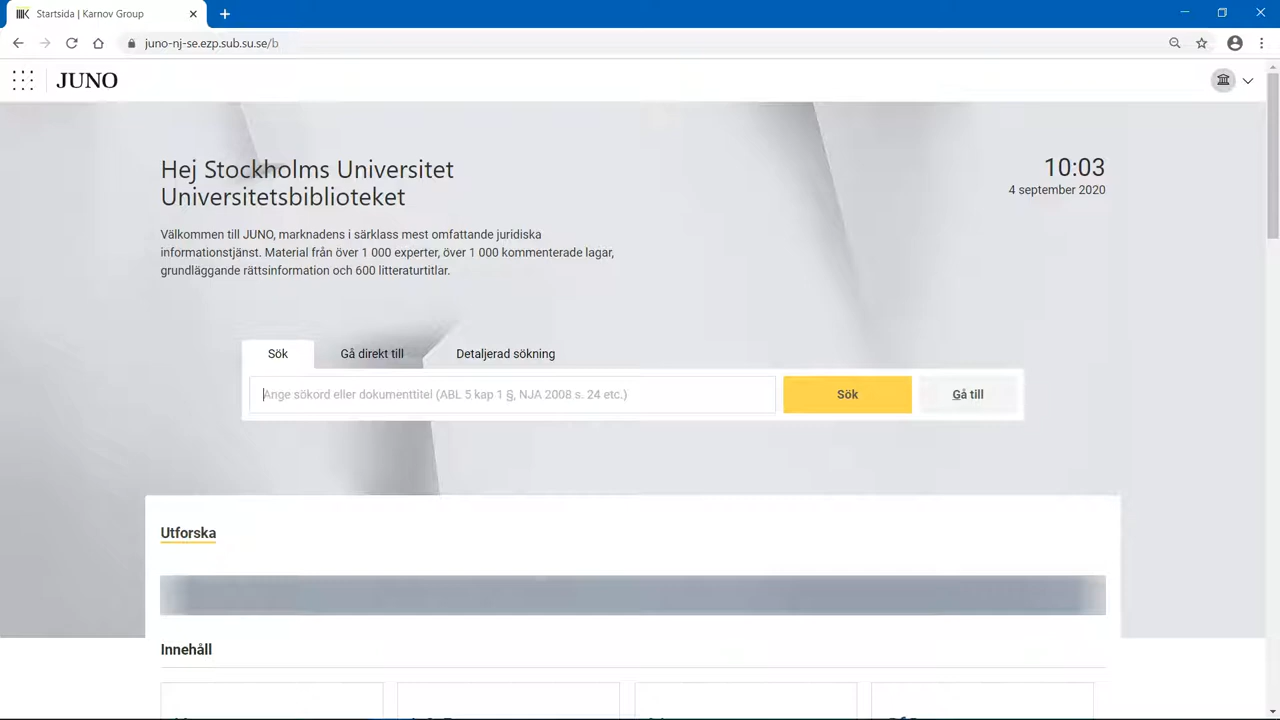 Startsida | Karnov Group
juno-nj-se.ezp.sub.su.se/b
JUNO
Hej Stockholms Universitet
Universitetsbiblioteket
10:03
4 september 2020
Välkommen till JUNO, marknadens i särklass mest omfattande juridiska
informationstjänst. Material från över 1 000 experter, över 1 000 kommenterade lagar,
grundläggande rättsinformation och 600 litteraturtitlar.
Sök Gå direkt till Detaljerad sökning
Ange sökord eller dokumenttitel (ABL 5 kap 1 §, NJA 2008 s. 24 etc.) Sök Gå till
Utforska
Innehåll